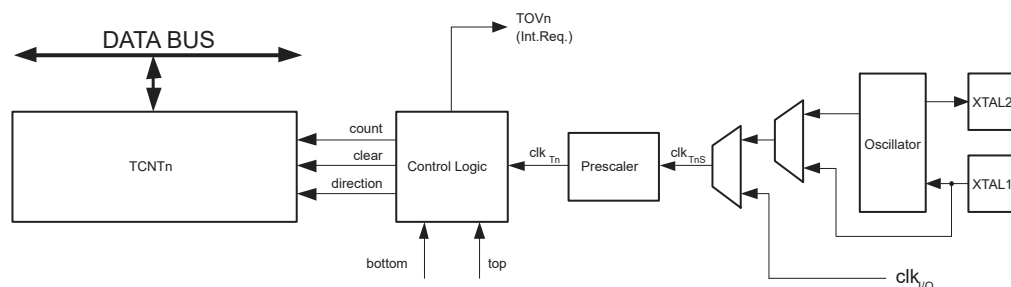 TOVn
(Int.Req.)
DATA BUS
TCNTn
count
clear
direction
Control Logic
clk Tn
Prescaler
clk TnS
Oscillator
XTAL2
XTAL1
bottom
top
clk I/O